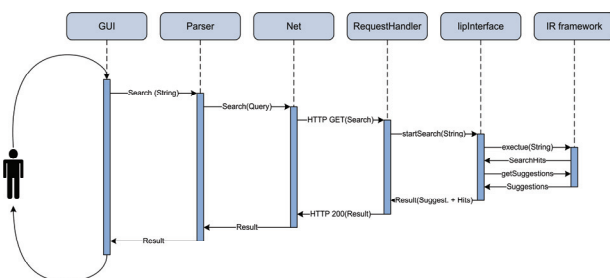 GUI
Parser
Net
RequestHandler
IipInterface
IR framework
Search (String)
Search(Query)
HTTP GET(Search)
startSearch(String)
exectue(String)
SearchHits
getSuggestions
Suggestions
Result(Suggest. + Hits)
HTTP 200(Result)
Result
Result